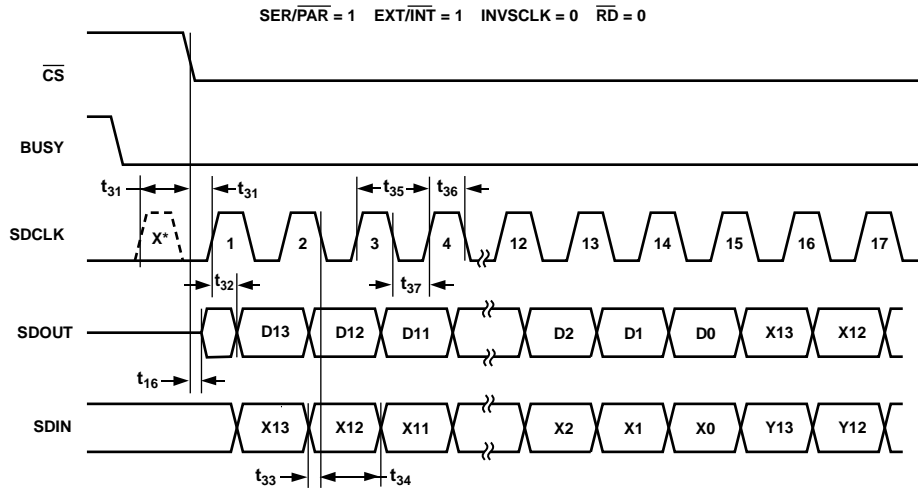 SER/PAR = 1 EXT/INT = 1 INVSCLK = 0 RD = 0
CS
BUSY
t31 t31 t35 t36
SDCLK X* 1 2 3 4 12 13 14 15 16 17
t32 t37
SDOUT D13 D12 D11 D2 D1 D0 X13 X12
t16
SDIN X13 X12 X11 X2 X1 X0 Y13 Y12
t33 t34